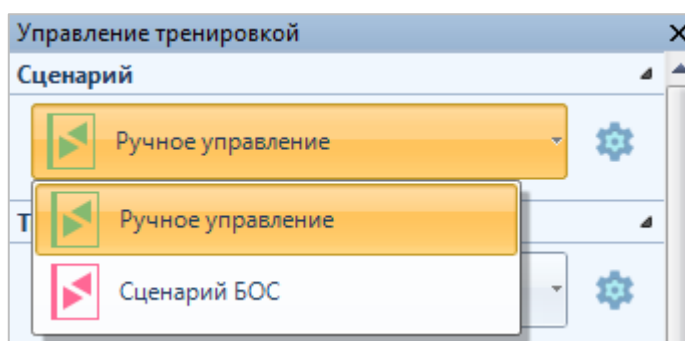 Управление тренировкой
Сценарий
Ручное управление
Ручное управление
Сценарий БОС